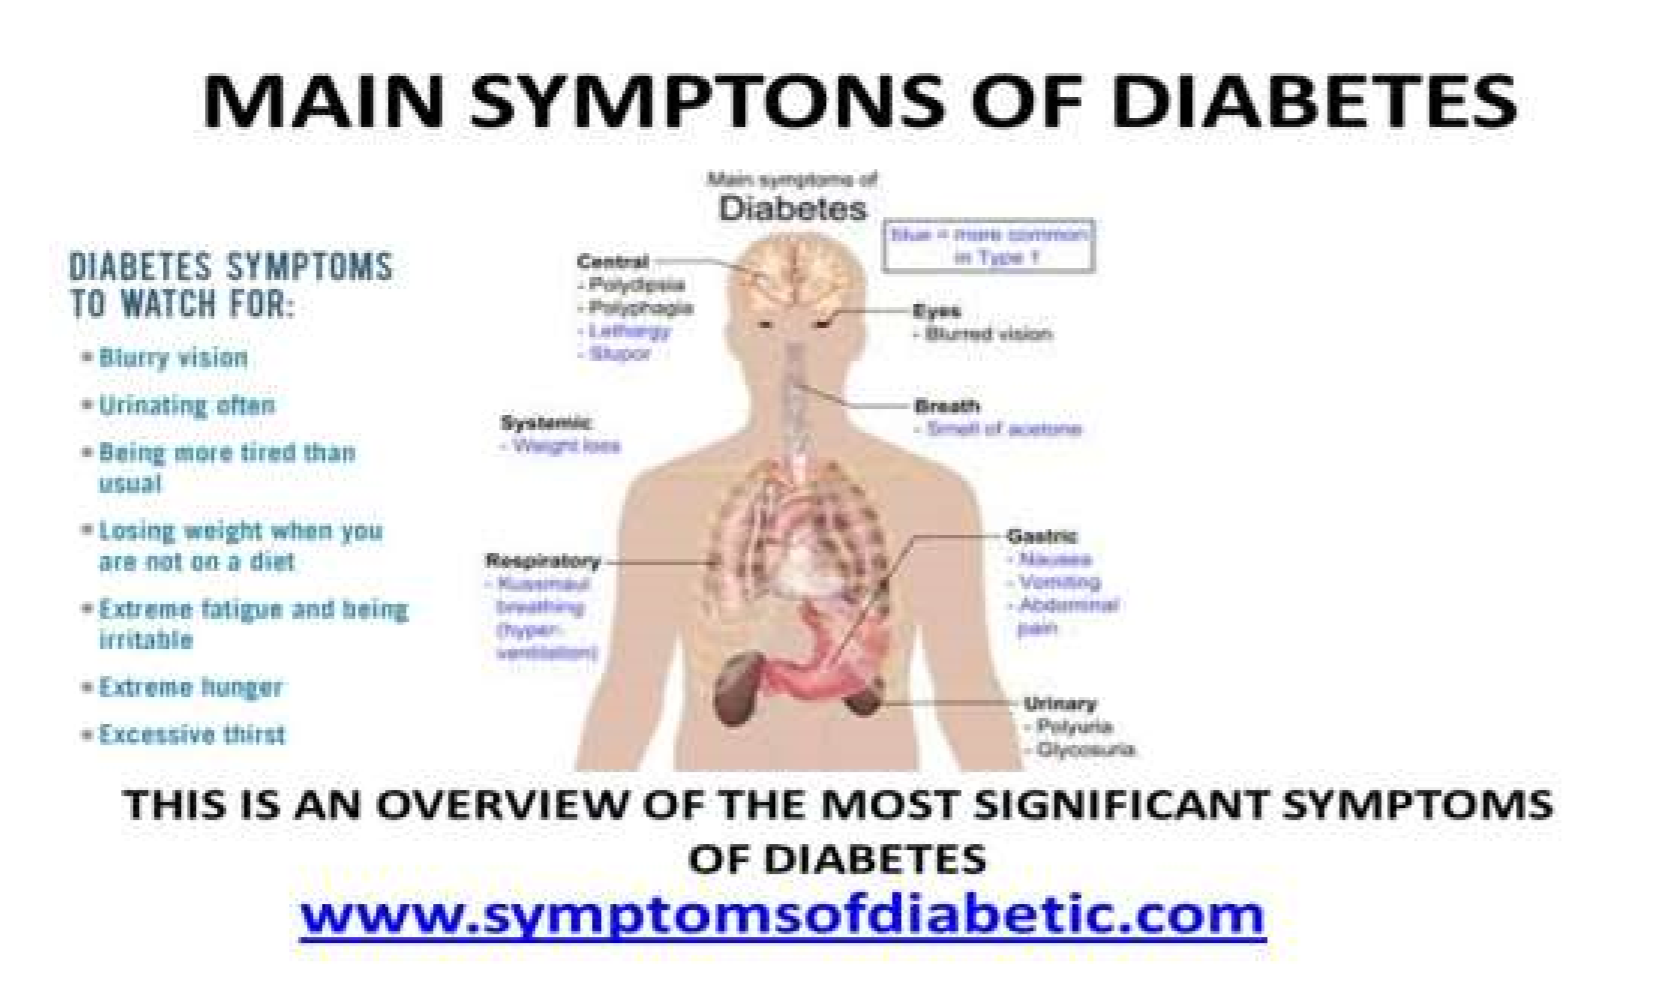 MAIN SYMPTONS OF DIABETES
DIABETES SYMPTOMS
TO WATCH FOR:
• Blurry vision
• Urinating often
• Being more tired than
usual
• Losing weight when you
are not on a diet
• Extreme fatigue and being
irritable
• Extreme hunger
• Excessive thirst
Main symptoms of
Diabetes
blue = more common
in Type 1
Central
- Polydipsia
- Polyphagia
- Lethargy
- Stupor
Eyes
- Blurred vision
Breath
- Smell of acetone
Systemic
- Weight loss
Respiratory
- Kussmaul
breathing
(hyper-
ventilation)
Gastric
- Nausea
- Vomiting
- Abdominal
pain
Urinary
- Polyuria
- Glycosuria
THIS IS AN OVERVIEW OF THE MOST SIGNIFICANT SYMPTOMS
OF DIABETES
www.symptomsofdiabetic.com